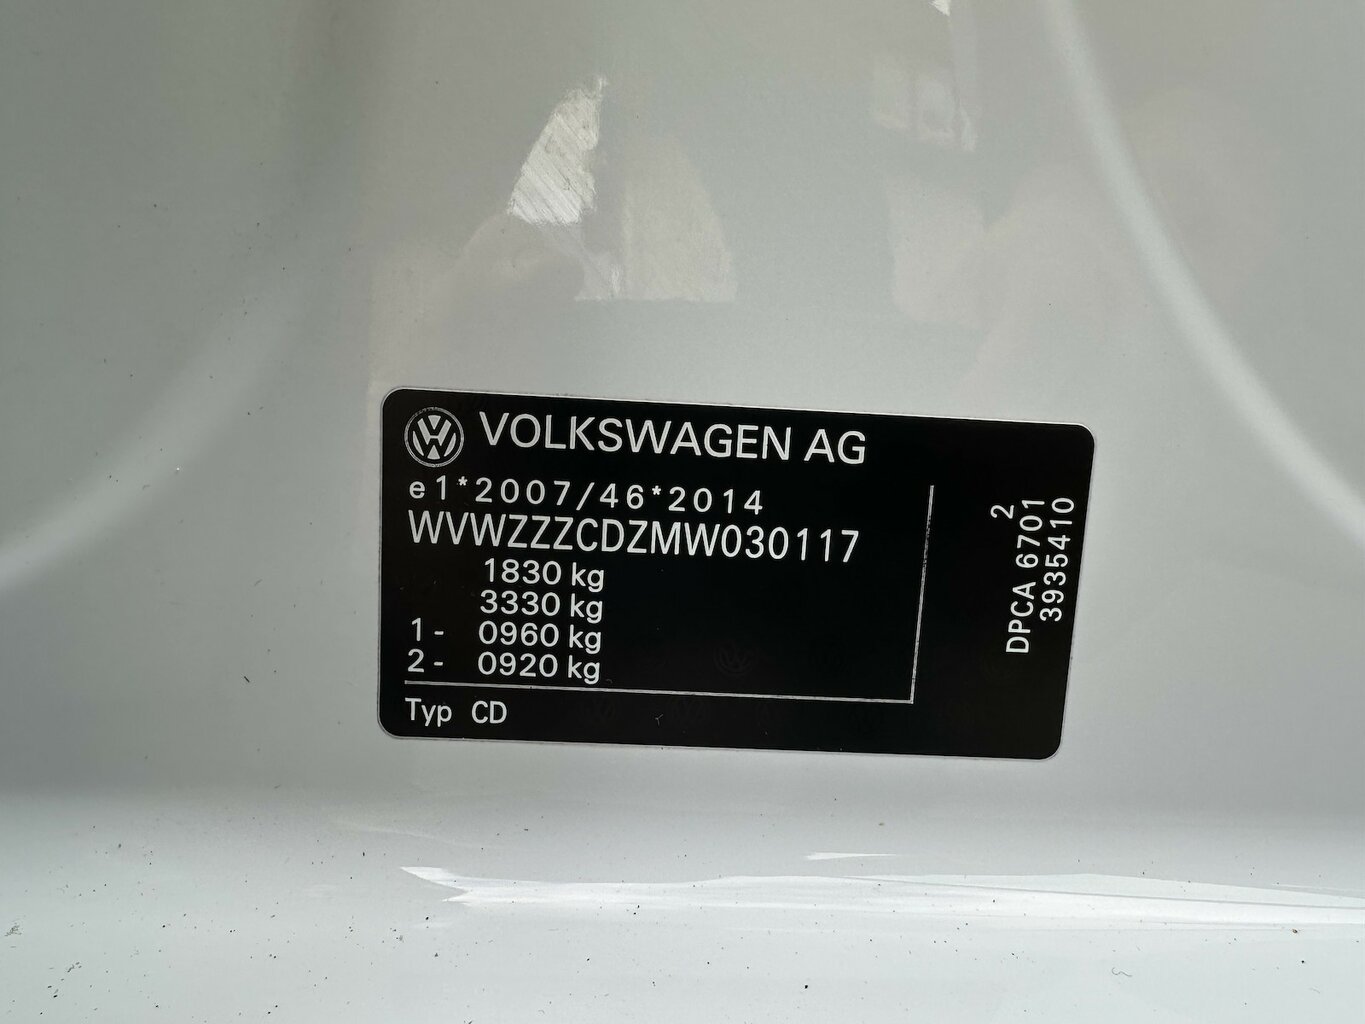 VOLKSWAGEN AG
e1*2007/46*2014
WVWZZZCDZMW030117
1830 kg
3330 kg
1- 0960 kg
2- 0920 kg
Typ CD
2
DPCA 6701
3935410